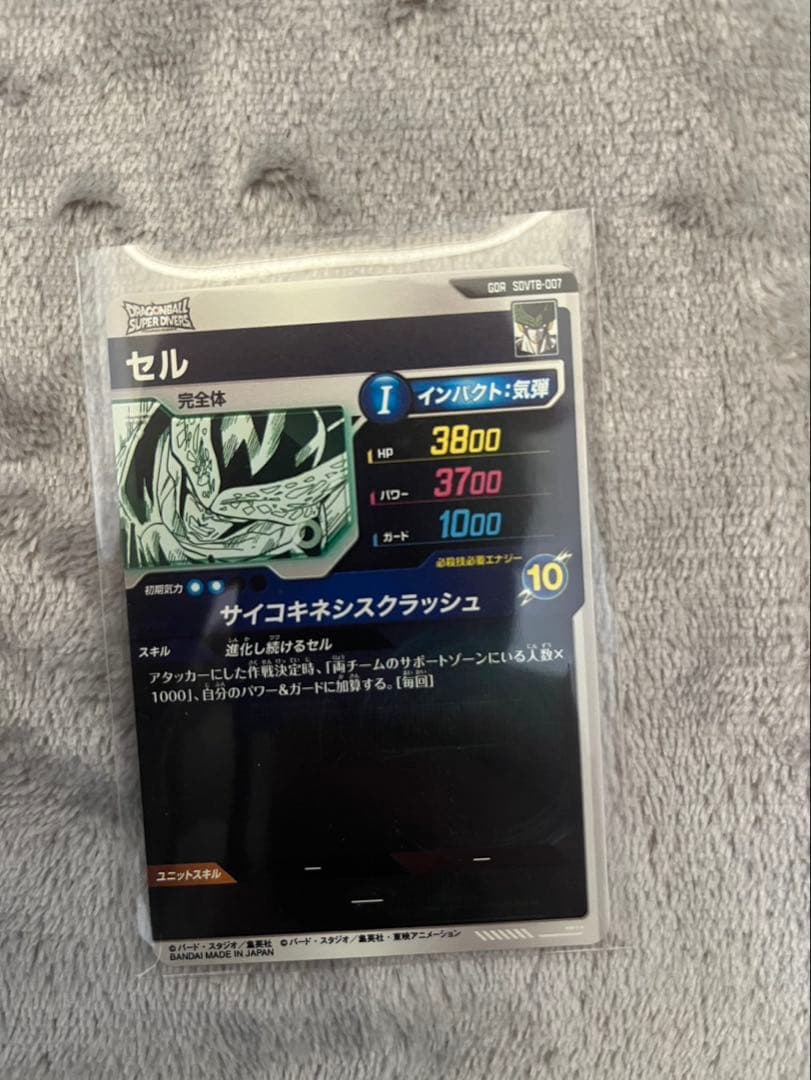 GDR SDVTB-007
DRAGONBALL
SUPER DIVERS
セル
完全体
I インパクト:気弾
HP 3800
パワー 3700
ガード 1000
必殺技必要エナジー
10
初期気力
サイコキネシスクラッシュ
スキル 進化し続けるセル
アタッカーにした作戦決定時、「両チームのサポートゾーンにいる人数×
1000」、自分のパワー&ガードに加算する。[毎回]
ユニットスキル
©バード・スタジオ/集英社 ©バード・スタジオ/集英社・東映アニメーション
BANDAI MADE IN JAPAN